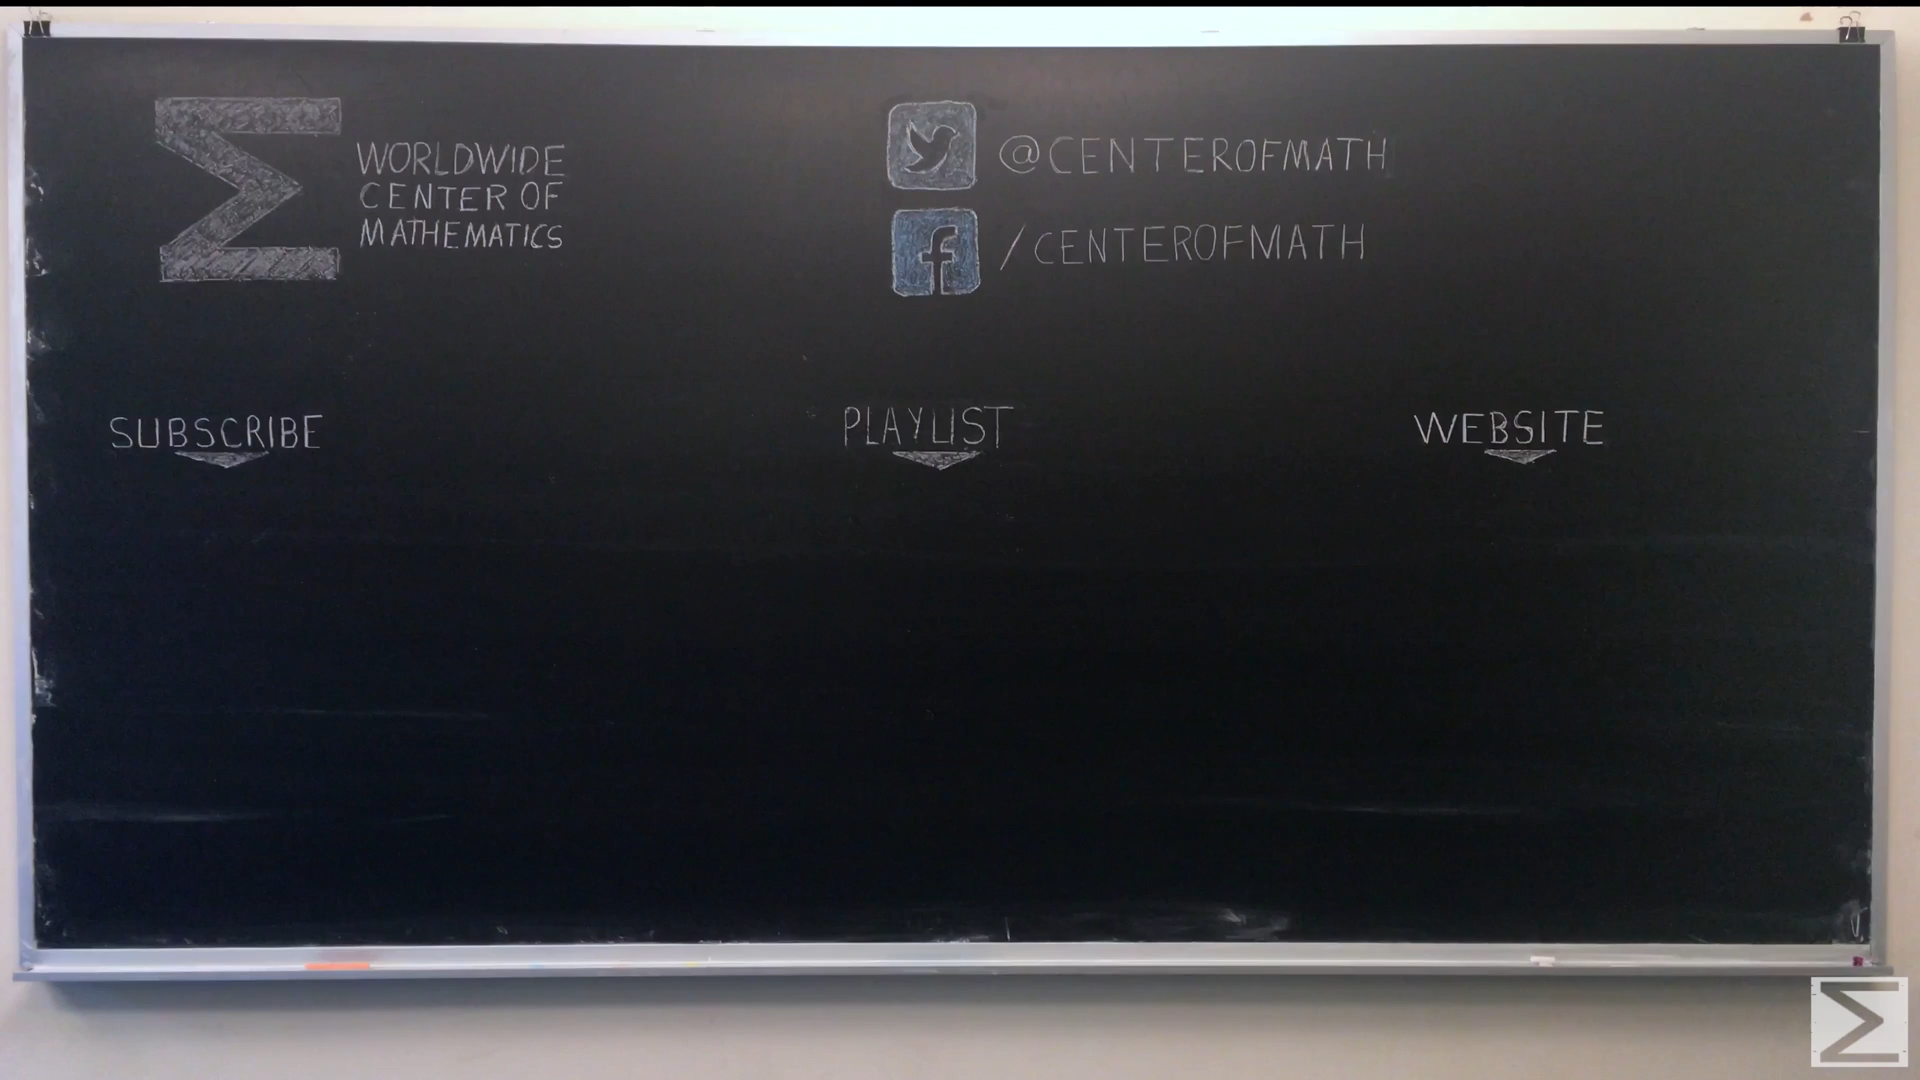 WORLDWIDE
CENTER OF
MATHEMATICS
@CENTEROFMATH
/CENTEROFMATH
SUBSCRIBE
PLAYLIST
WEBSITE